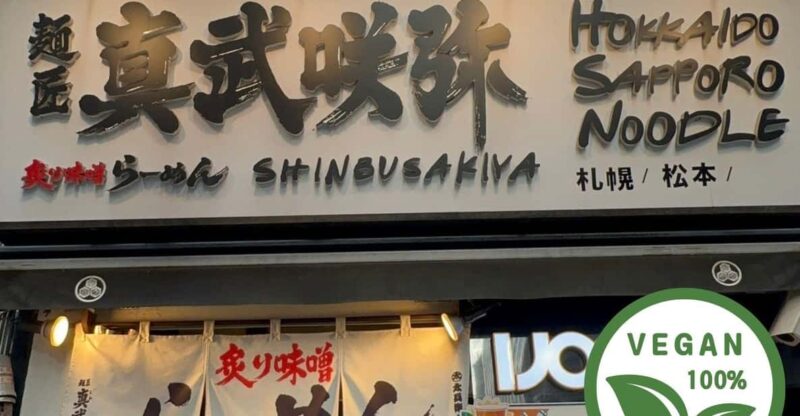 麺匠
真武咲弥
HOKKAIDO
SAPPORO
NOODLE
炙り味噌 らーめん SHINBUSAKIYA
札幌 / 松本 /
炙り味噌
VEGAN
100%